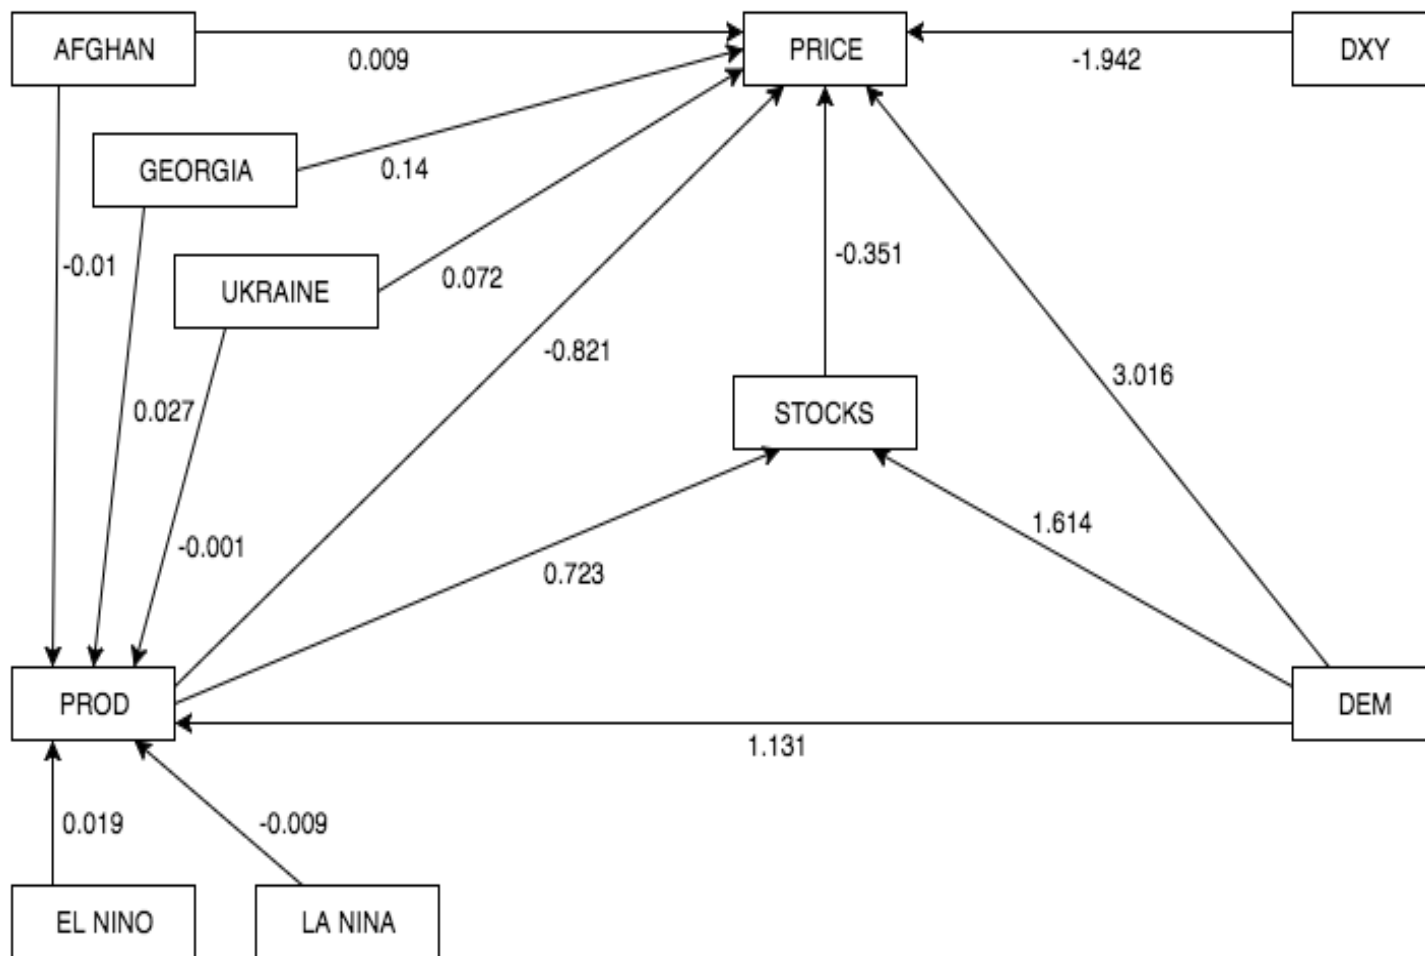 AFGHAN
PRICE
DXY
0.009
-1.942
GEORGIA
0.14
-0.01
UKRAINE
0.072
-0.351
-0.821
3.016
0.027
STOCKS
-0.001
0.723
1.614
PROD
DEM
1.131
0.019
-0.009
EL NINO
LA NINA